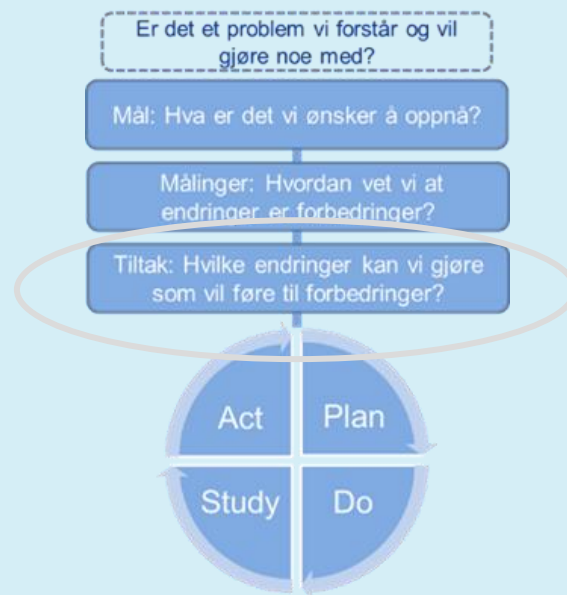 Er det et problem vi forstår og vil
gjøre noe med?
Mål: Hva er det vi ønsker å oppnå?
Målinger: Hvordan vet vi at
endringer er forbedringer?
Tiltak: Hvilke endringer kan vi gjøre
som vil føre til forbedringer?
Act
Plan
Study
Do